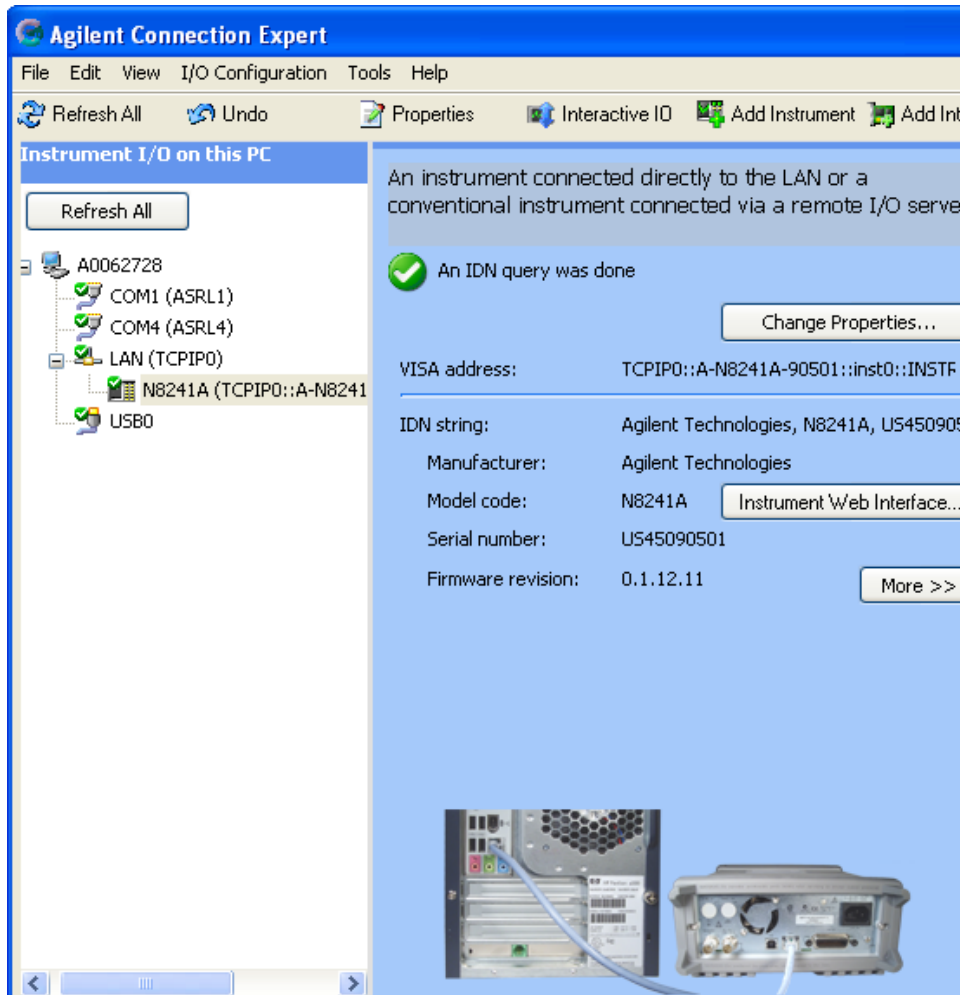 Agilent Connection Expert
File Edit View I/O Configuration Tools Help
Refresh All Undo Properties Interactive IO Add Instrument Add Int
Instrument I/O on this PC
Refresh All
A0062728
COM1 (ASRL1)
COM4 (ASRL4)
LAN (TCPIP0)
N8241A (TCPIP0::A-N8241
USB0
An instrument connected directly to the LAN or a
conventional instrument connected via a remote I/O serve
An IDN query was done
Change Properties...
VISA address: TCPIP0::A-N8241A-90501::inst0::INSTR
IDN string: Agilent Technologies, N8241A, US450905
Manufacturer: Agilent Technologies
Model code: N8241A Instrument Web Interface...
Serial number: US45090501
Firmware revision: 0.1.12.11
More >>